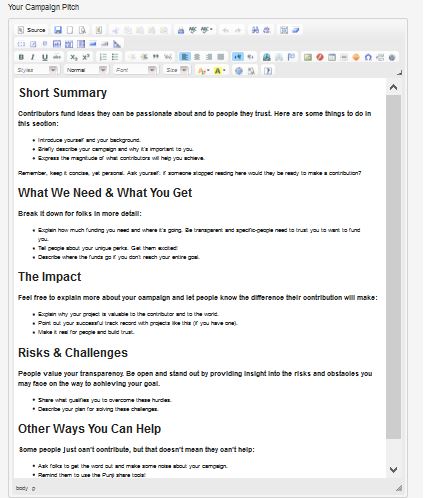 Your Campaign Pitch
Source
Styles Normal Font Size
Short Summary
Contributors fund ideas they can be passionate about and to people they trust. Here are some things to do in
this section:
Introduce yourself and your background.
Briefly describe your campaign and why it's important to you.
Express the magnitude of what contributors will help you achieve.
Remember, keep it concise, yet personal. Ask yourself: if someone stopped reading here would they be ready to make a contribution?
What We Need & What You Get
Break it down for folks in more detail:
Explain how much funding you need and where it's going. Be transparent and specific-people need to trust you to want to fund
you.
Tell people about your unique perks. Get them excited!
Describe where the funds go if you don't reach your entire goal.
The Impact
Feel free to explain more about your campaign and let people know the difference their contribution will make:
Explain why your project is valuable to the contributor and to the world.
Point out your successful track record with projects like this (if you have one).
Make it real for people and build trust.
Risks & Challenges
People value your transparency. Be open and stand out by providing insight into the risks and obstacles you
may face on the way to achieving your goal.
Share what qualifies you to overcome these hurdles.
Describe your plan for solving these challenges.
Other Ways You Can Help
Some people just can't contribute, but that doesn't mean they can't help:
Ask folks to get the word out and make some noise about your campaign.
Remind them to use the Punji share tools!
body p